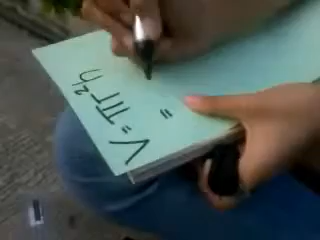 V = πr²h
=